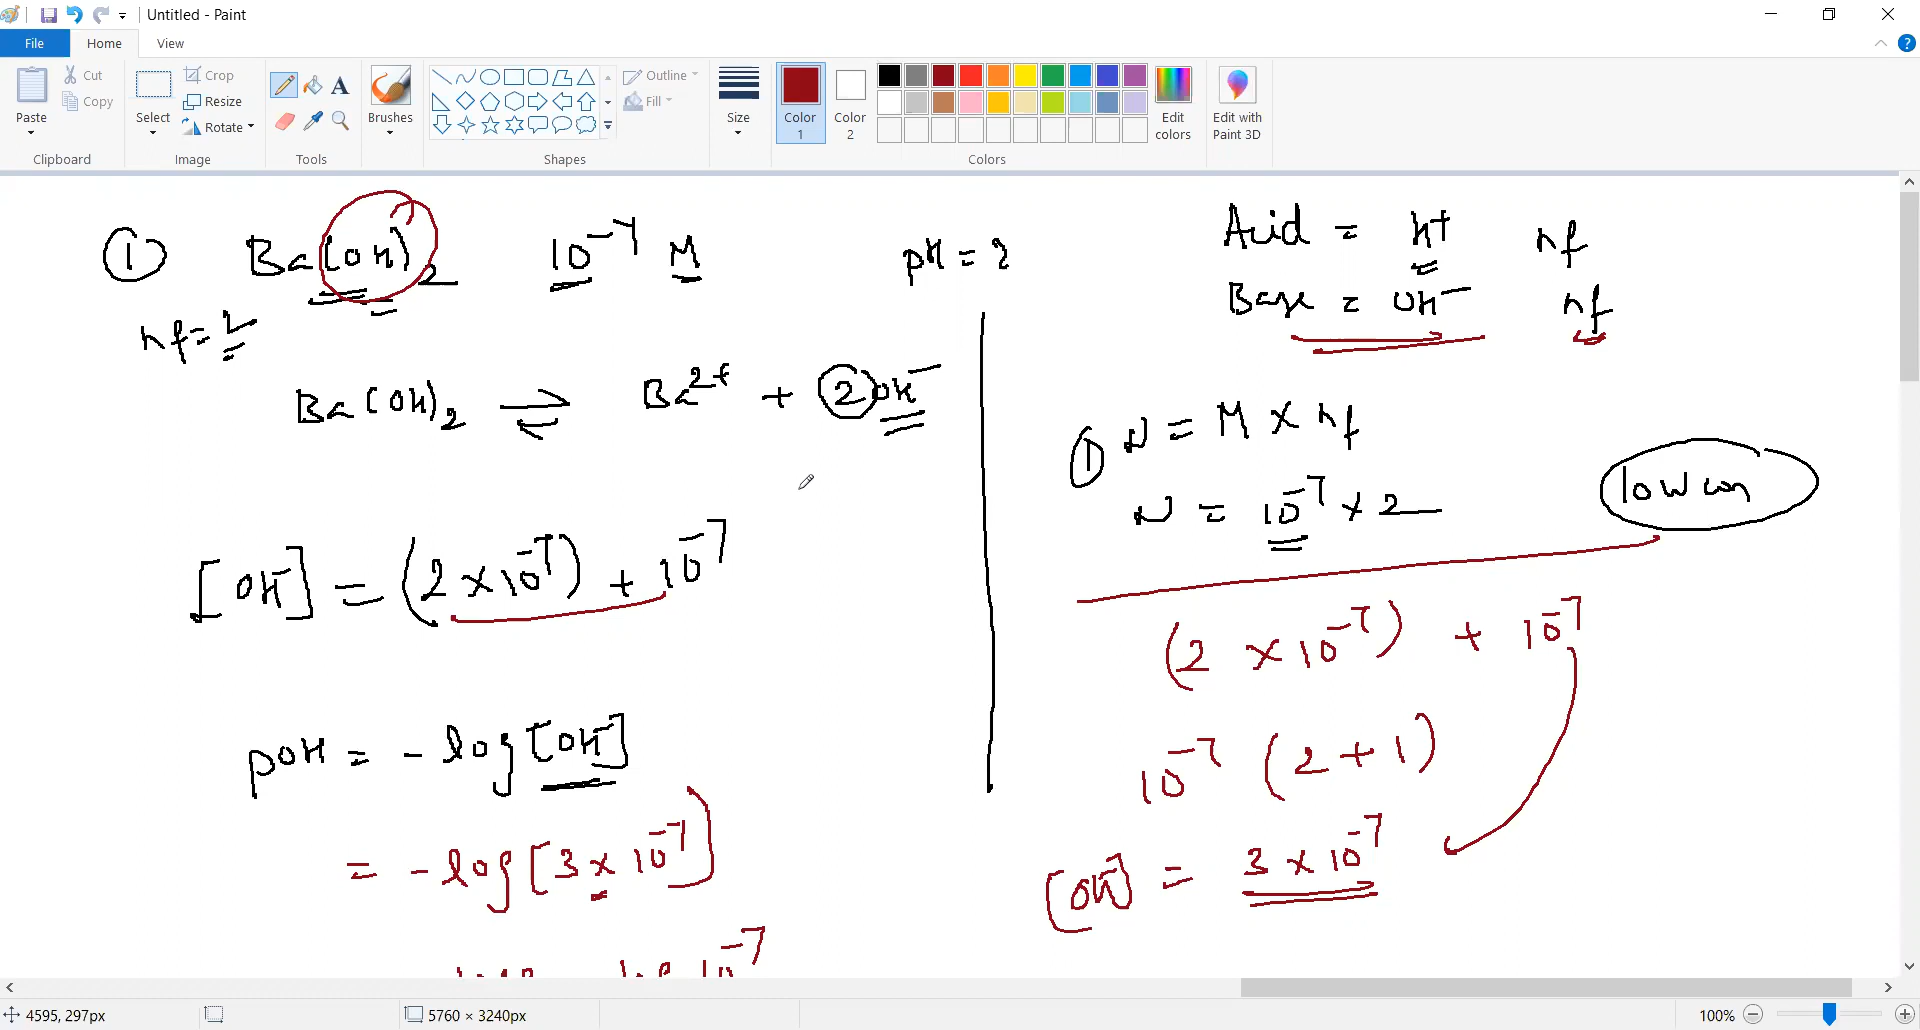 Untitled - Paint
File Home View
Paste
Cut
Copy
Clipboard
Select
Crop
Resize
Rotate
Image
Tools
Brushes
Shapes
Outline
Fill
Size
Color 1
Color 2
Colors
Edit colors
Edit with Paint 3D
① Ba(OH)₂ 10⁻⁷ M pH = ?
nf = 2
Ba(OH)₂ ⇌ Ba²⁺ + 2OH⁻
[OH⁻] = (2 × 10⁻⁷) + 10⁻⁷
pOH = - log[OH⁻]
= - log[3 × 10⁻⁷]
10⁻⁷
Acid = H⁺ nf
Base = OH⁻ nf
① N = M × nf
N = 10⁻⁷ × 2
low con
(2 × 10⁻⁷) + 10⁻⁷
10⁻⁷ (2 + 1)
[OH⁻] = 3 × 10⁻⁷
4595, 297px
5760 × 3240px
100%